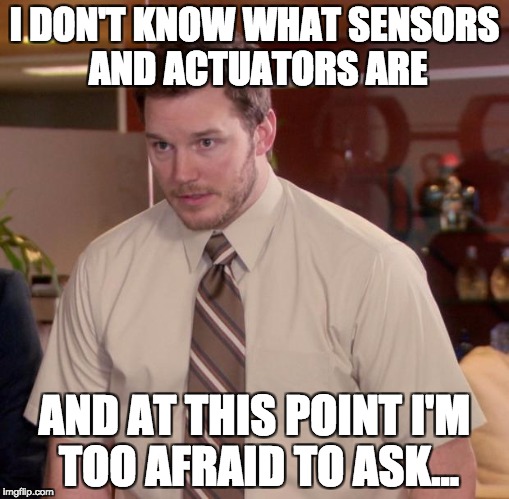 I DON'T KNOW WHAT SENSORS
AND ACTUATORS ARE
AND AT THIS POINT I'M
TOO AFRAID TO ASK...
imgflip.com